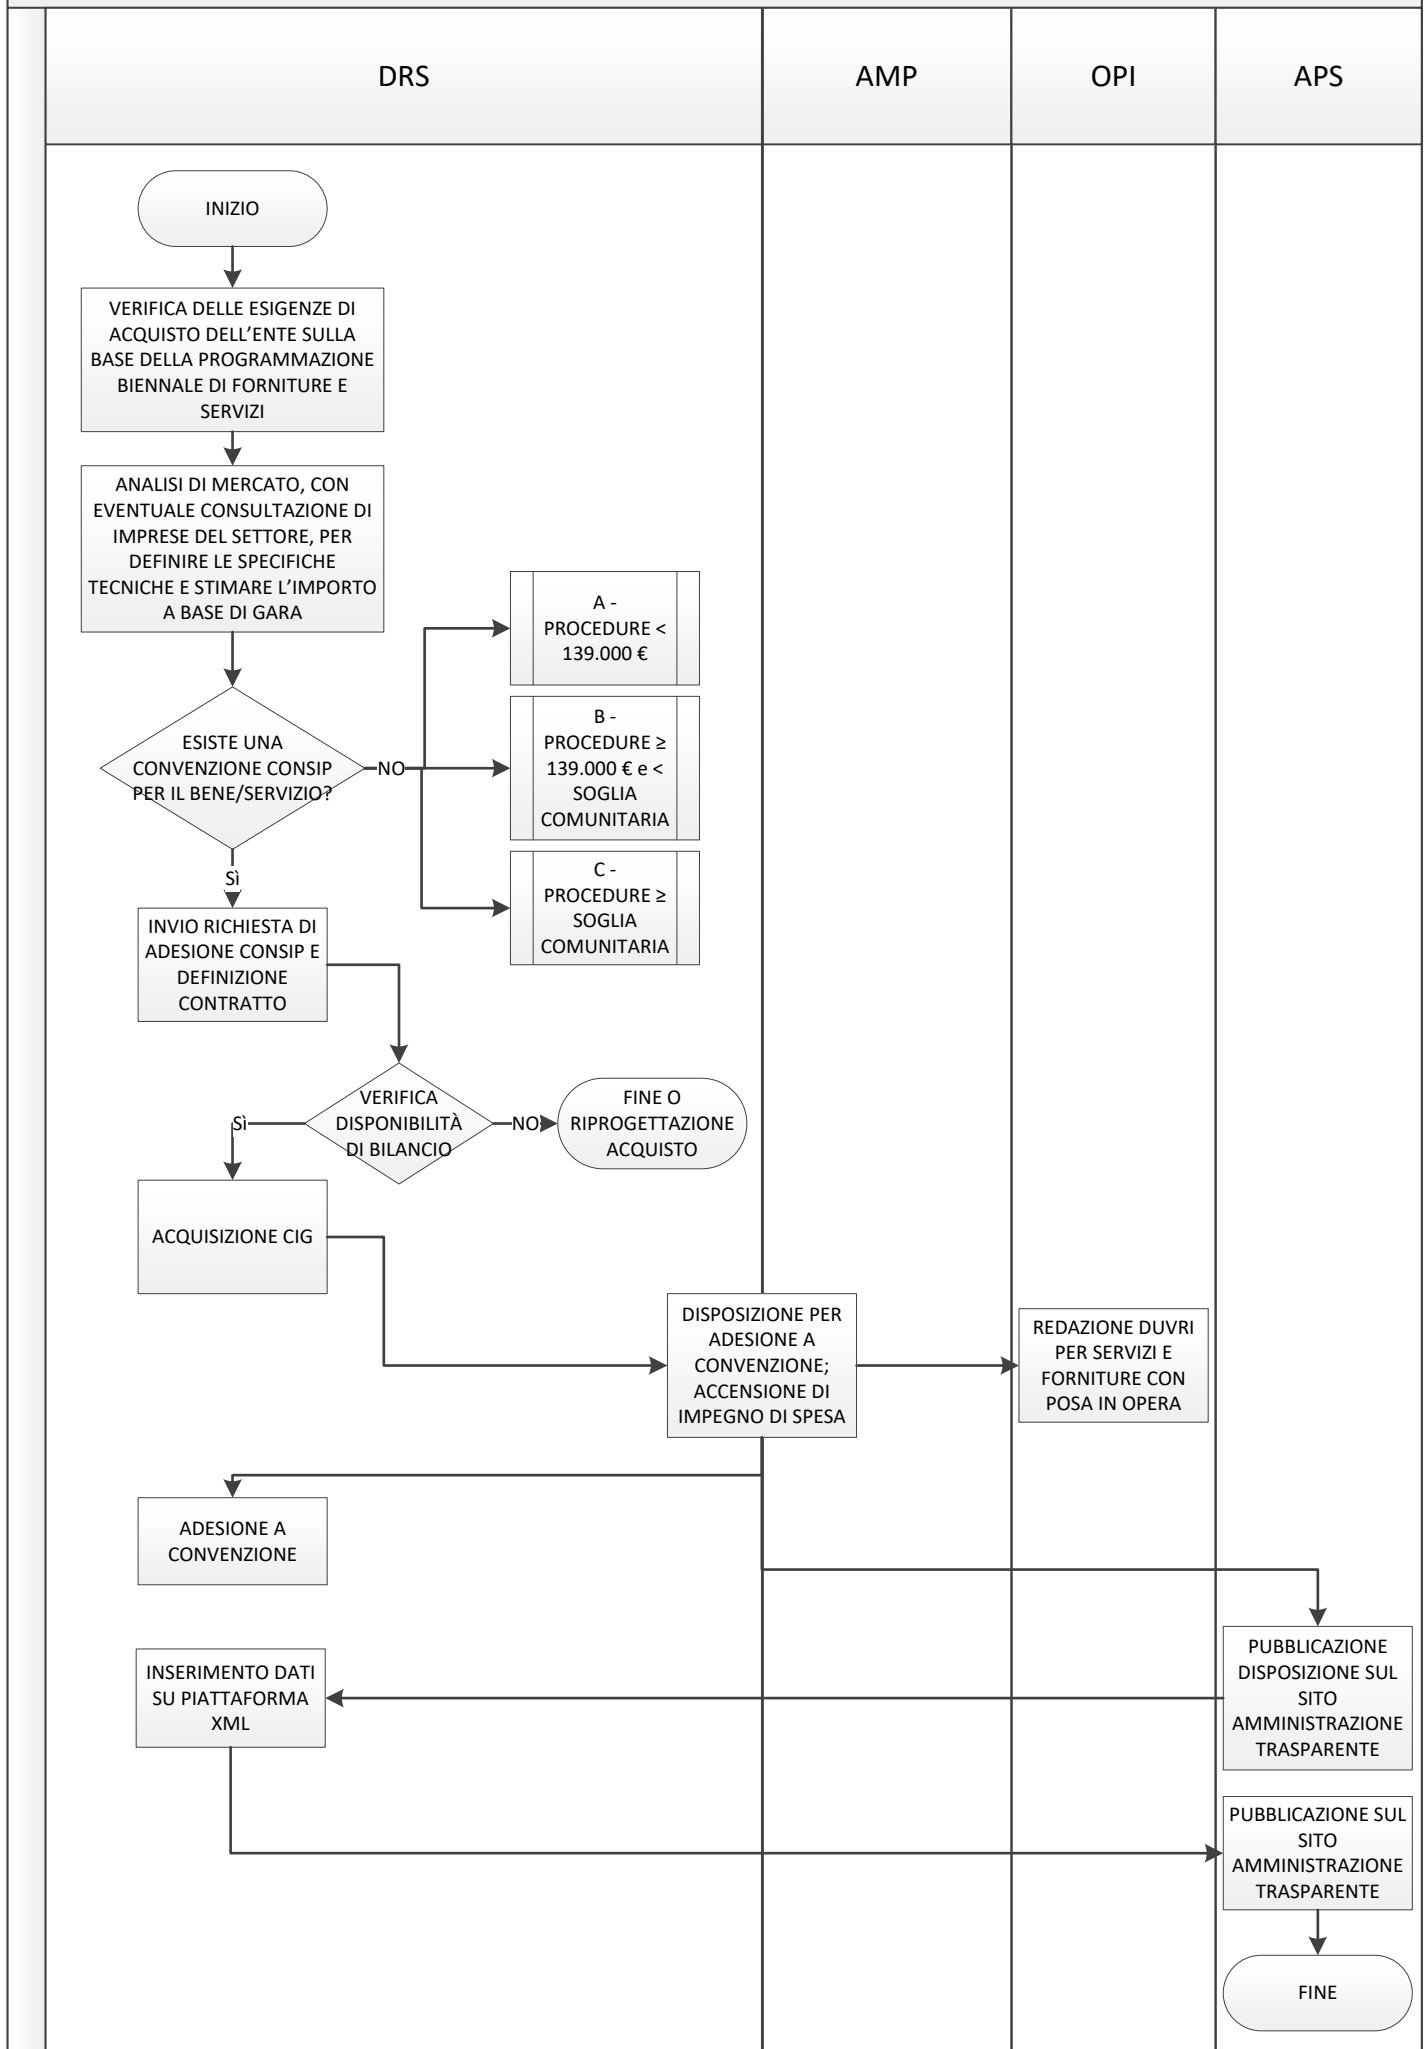 DRS
AMP
OPI
APS
INIZIO
VERIFICA DELLE ESIGENZE DI
ACQUISTO DELL’ENTE SULLA
BASE DELLA PROGRAMMAZIONE
BIENNALE DI FORNITURE E
SERVIZI
ANALISI DI MERCATO, CON
EVENTUALE CONSULTAZIONE DI
IMPRESE DEL SETTORE, PER
DEFINIRE LE SPECIFICHE
TECNICHE E STIMARE L’IMPORTO
A BASE DI GARA
A -
PROCEDURE <
139.000 €
B -
PROCEDURE ≥
139.000 € e <
SOGLIA
COMUNITARIA
C -
PROCEDURE ≥
SOGLIA
COMUNITARIA
ESISTE UNA
CONVENZIONE CONSIP
PER IL BENE/SERVIZIO?
NO
Sì
INVIO RICHIESTA DI
ADESIONE CONSIP E
DEFINIZIONE
CONTRATTO
VERIFICA
DISPONIBILITÀ
DI BILANCIO
Sì
NO
FINE O
RIPROGETTAZIONE
ACQUISTO
ACQUISIZIONE CIG
DISPOSIZIONE PER
ADESIONE A
CONVENZIONE;
ACCENSIONE DI
IMPEGNO DI SPESA
REDAZIONE DUVRI
PER SERVIZI E
FORNITURE CON
POSA IN OPERA
ADESIONE A
CONVENZIONE
PUBBLICAZIONE
DISPOSIZIONE SUL
SITO
AMMINISTRAZIONE
TRASPARENTE
INSERIMENTO DATI
SU PIATTAFORMA
XML
PUBBLICAZIONE SUL
SITO
AMMINISTRAZIONE
TRASPARENTE
FINE